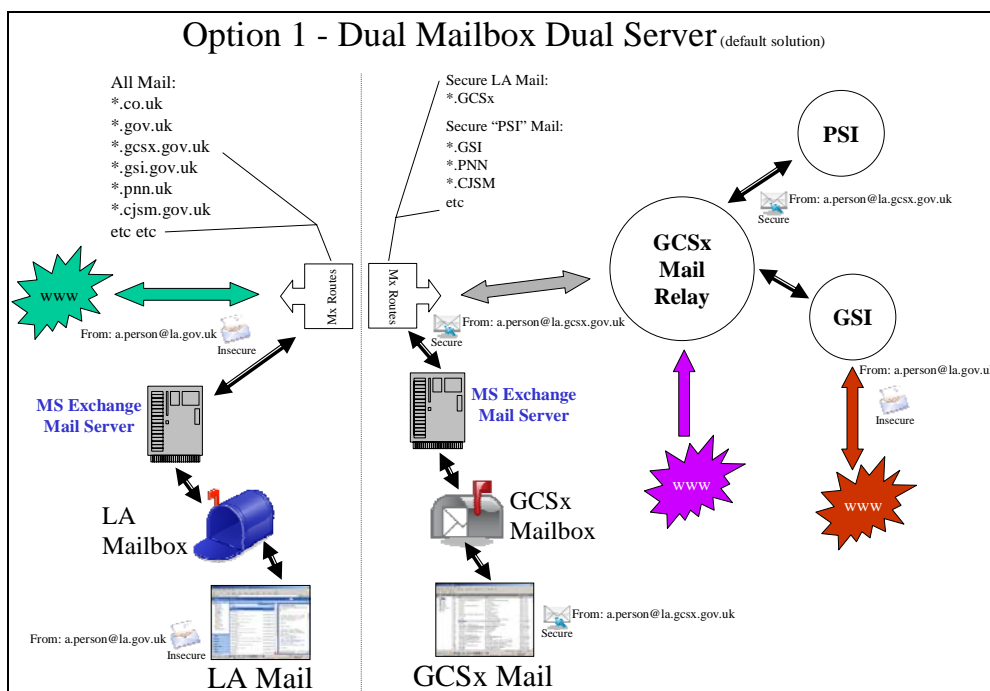 Option 1 - Dual Mailbox Dual Server (default solution)
All Mail:
*.co.uk
*.gov.uk
*.gcsx.gov.uk
*.gsi.gov.uk
*.pnn.uk
*.cjsm.gov.uk
etc etc
Secure LA Mail:
*.GCSx
Secure “PSI” Mail:
*.GSI
*.PNN
*.CJSM
etc
PSI
From: a.person@la.gcsx.gov.uk
Secure
GCSx
Mail
Relay
www
Mx Routes
Mx Routes
From: a.person@la.gov.uk
Insecure
From: a.person@la.gcsx.gov.uk
Secure
GSI
From: a.person@la.gov.u
Insecure
MS Exchange
Mail Server
MS Exchange
Mail Server
www
www
LA
Mailbox
GCSx
Mailbox
From: a.person@la.gov.uk
Insecure
LA Mail
From: a.person@la.gcsx.gov.uk
Secure
GCSx Mail